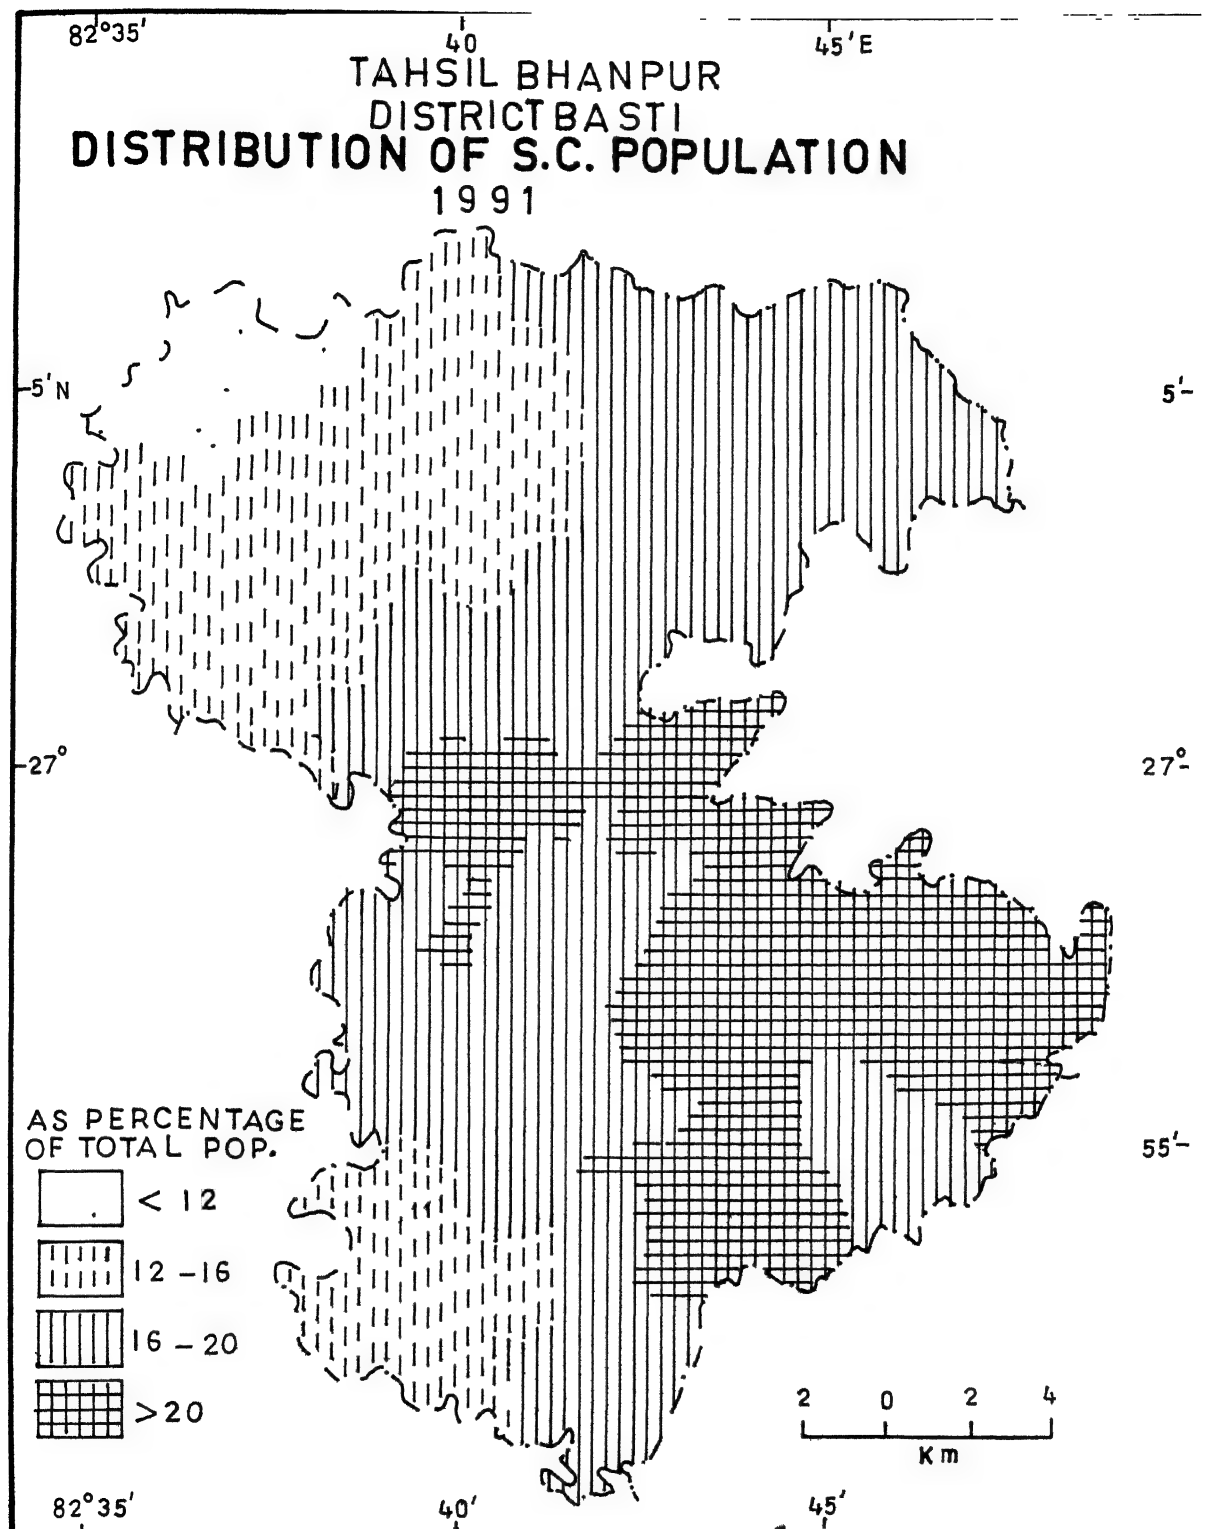 82°35' 40 45'E
TAHSIL BHANPUR
DISTRICT BASTI
DISTRIBUTION OF S.C. POPULATION
1991
5'N 5'
27° 27°
55'
AS PERCENTAGE
OF TOTAL POP.
< 12
12 - 16
16 - 20
> 20
2 0 2 4
Km
82°35' 40' 45'